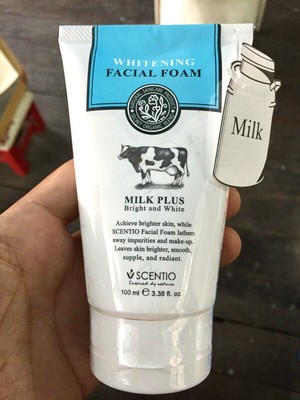 WHITENING
FACIAL FOAM
MILK PLUS
Bright and White
Achieve brighter skin, while
SCENTIO Facial Foam lathers
away impurities and make-up.
Leaves skin brighter, smooth,
supple, and radiant.
SCENTIO
Inspired by nature
100 ml ℮ 3.38 fl. oz.
Milk